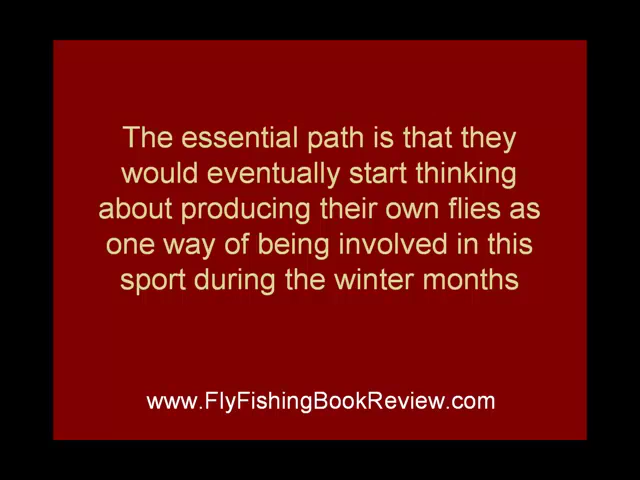 The essential path is that they
would eventually start thinking
about producing their own flies as
one way of being involved in this
sport during the winter months
www.FlyFishingBookReview.com